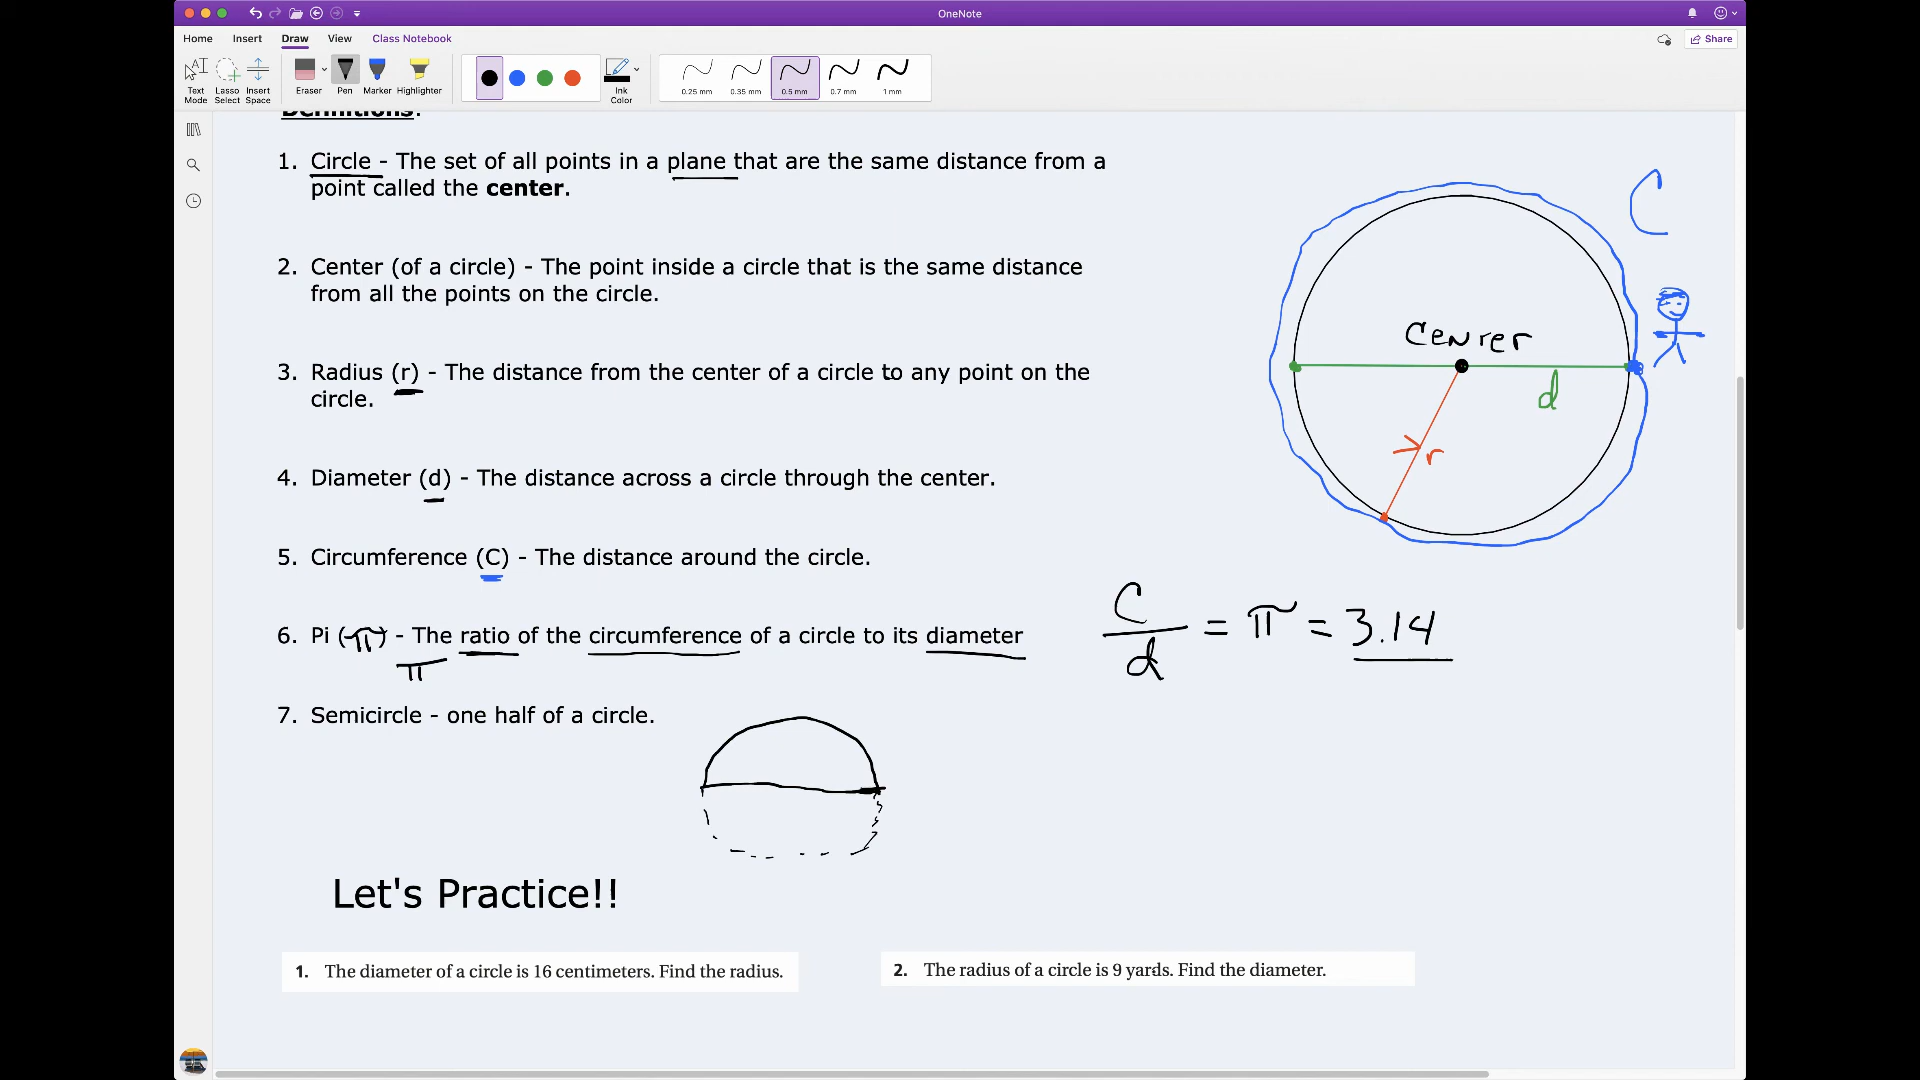 OneNote
Home Insert Draw View Class Notebook
Share
Text Mode
Lasso Select
Insert Space
Eraser
Pen
Marker
Highlighter
Ink Color
0.25 mm
0.35 mm
0.5 mm
0.7 mm
1 mm
Definitions:
1. Circle - The set of all points in a plane that are the same distance from a
point called the center.
2. Center (of a circle) - The point inside a circle that is the same distance
from all the points on the circle.
3. Radius (r) - The distance from the center of a circle to any point on the
circle.
4. Diameter (d) - The distance across a circle through the center.
5. Circumference (C) - The distance around the circle.
6. Pi (π) - The ratio of the circumference of a circle to its diameter
π
7. Semicircle - one half of a circle.
C
Center
d
r
C/d = π = 3.14
Let's Practice!!
1. The diameter of a circle is 16 centimeters. Find the radius.
2. The radius of a circle is 9 yards. Find the diameter.